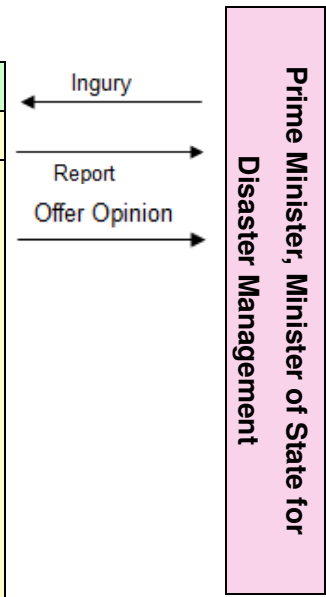 Ingury
Report
Offer Opinion
Prime Minister, Minister of State for
Disaster Management